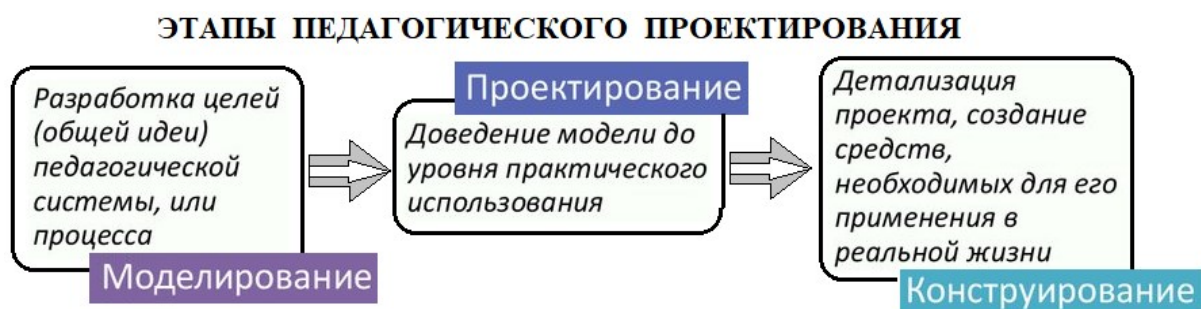 ЭТАПЫ ПЕДАГОГИЧЕСКОГО ПРОЕКТИРОВАНИЯ
Разработка целей
(общей идеи)
педагогической
системы, или
процесса
Моделирование
Проектирование
Доведение модели до
уровня практического
использования
Детализация
проекта, создание
средств,
необходимых для его
применения в
реальной жизни
Конструирование